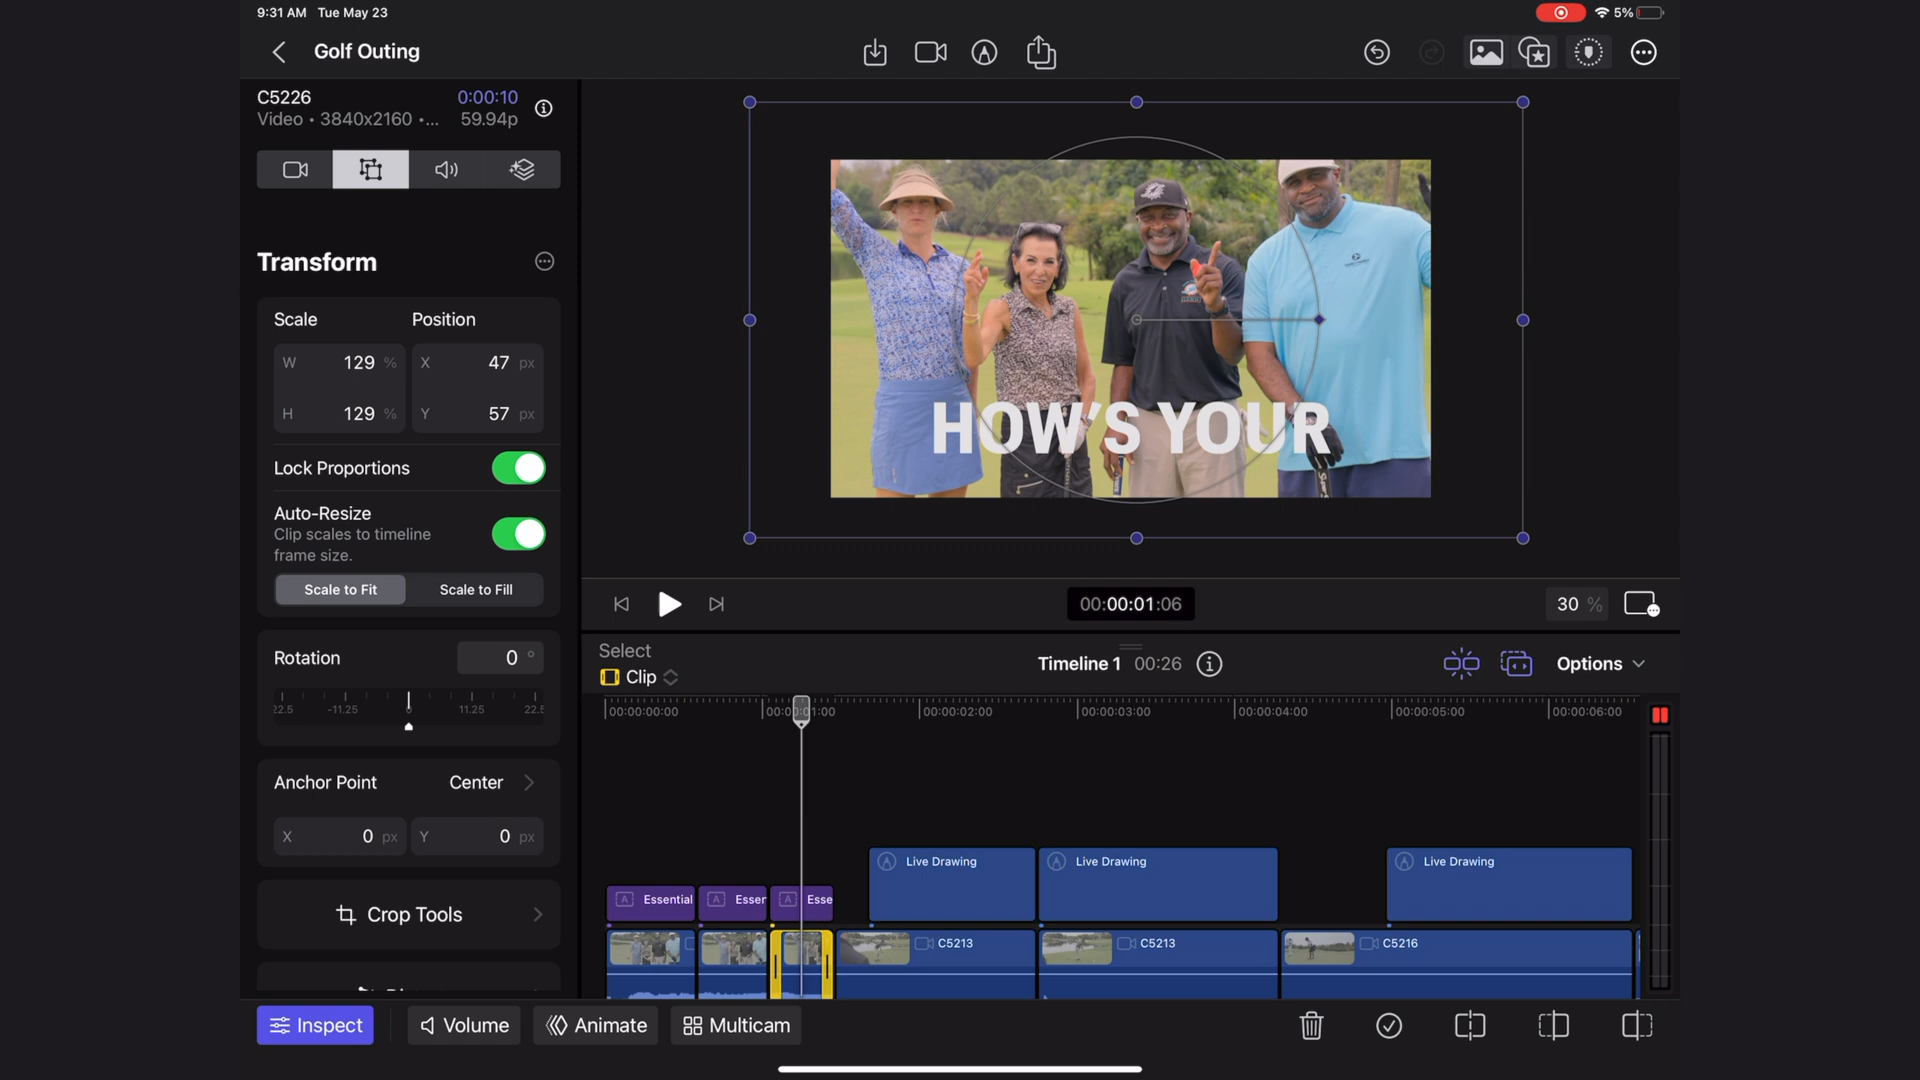 9:31 AM Tue May 23
5%
Golf Outing
C5226 0:00:10
Video • 3840x2160 •... 59.94p
Transform
Scale Position
W 129 % X 47 px
H 129 % Y 57 px
Lock Proportions
Auto-Resize
Clip scales to timeline
frame size.
Scale to Fit Scale to Fill
Rotation 0 °
22.5 -11.25 0 11.25 22.5
Anchor Point Center
X 0 px Y 0 px
Crop Tools
HOW'S YOUR
00:00:01:06
30 %
Select
Clip
Timeline 1 00:26
Options
00:00:00:00 00:00:01:00 00:00:02:00 00:00:03:00 00:00:04:00 00:00:05:00 00:00:06:00
Live Drawing Live Drawing Live Drawing
A Essential A Esser A Esse
C5213 C5213 C5216
Inspect Volume Animate Multicam